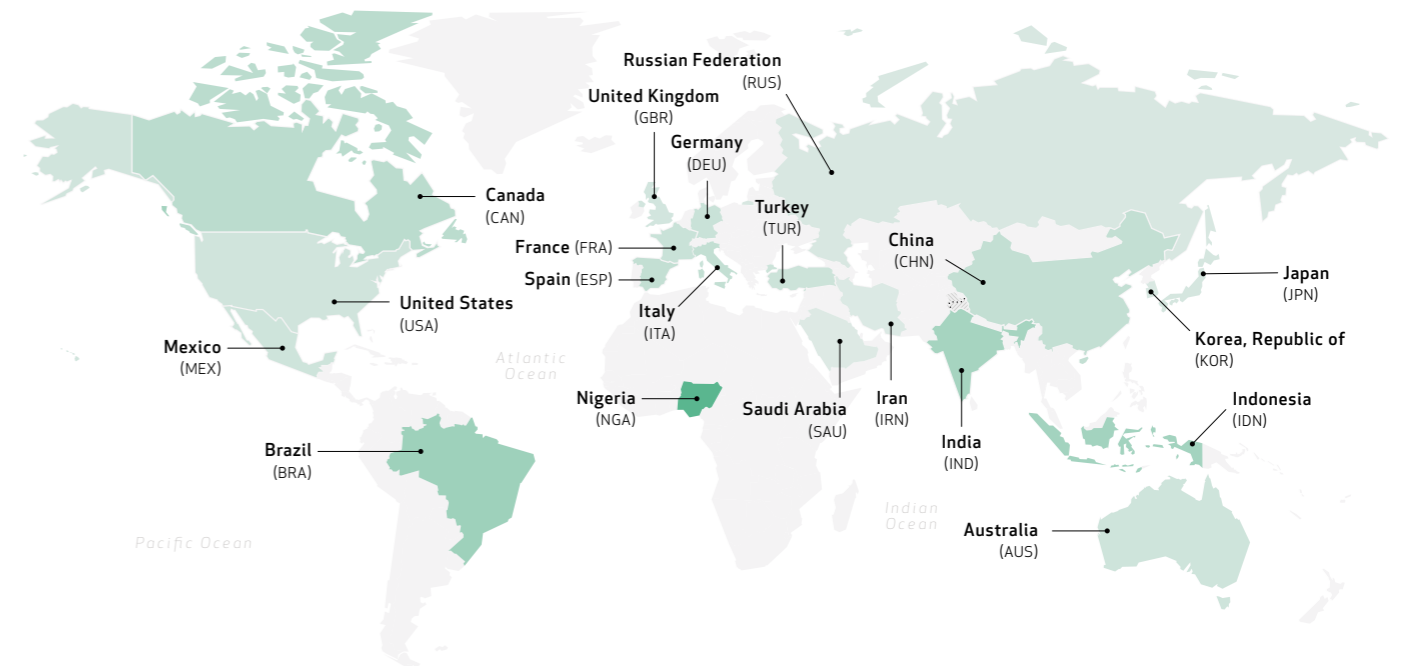 Russian Federation
(RUS)
United Kingdom
(GBR)
Germany
(DEU)
Canada
(CAN)
Turkey
(TUR)
France (FRA)
China
(CHN)
Spain (ESP)
Japan
(JPN)
United States
(USA)
Italy
(ITA)
Mexico
(MEX)
Korea, Republic of
(KOR)
Atlantic
Ocean
Nigeria
(NGA)
Saudi Arabia
(SAU)
Iran
(IRN)
Indonesia
(IDN)
Brazil
(BRA)
India
(IND)
Indian
Ocean
Australia
(AUS)
Pacific Ocean